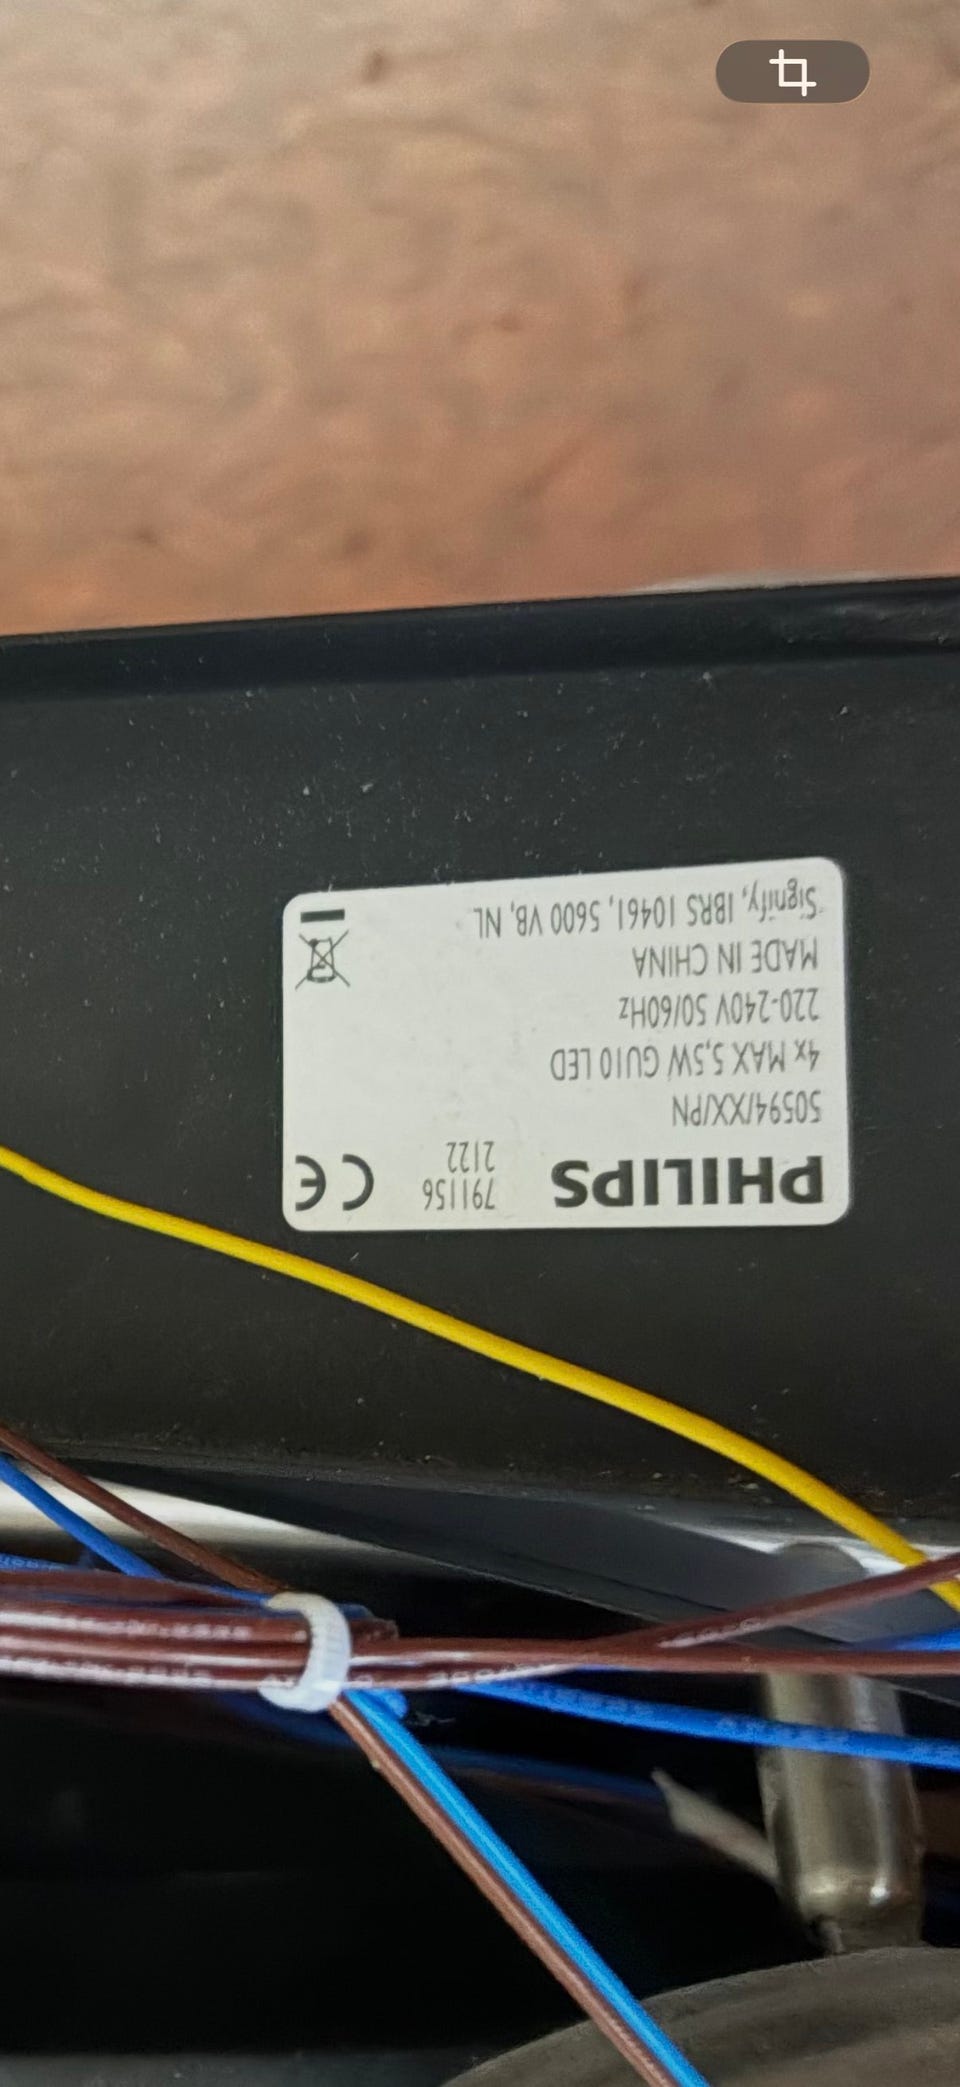 PHILIPS
791156
2122
CE
50594/XX/PN
4x MAX 5,5W GU10 LED
220-240V 50/60Hz
MADE IN CHINA
Signify, IBRS 10461, 5600 VB, NL